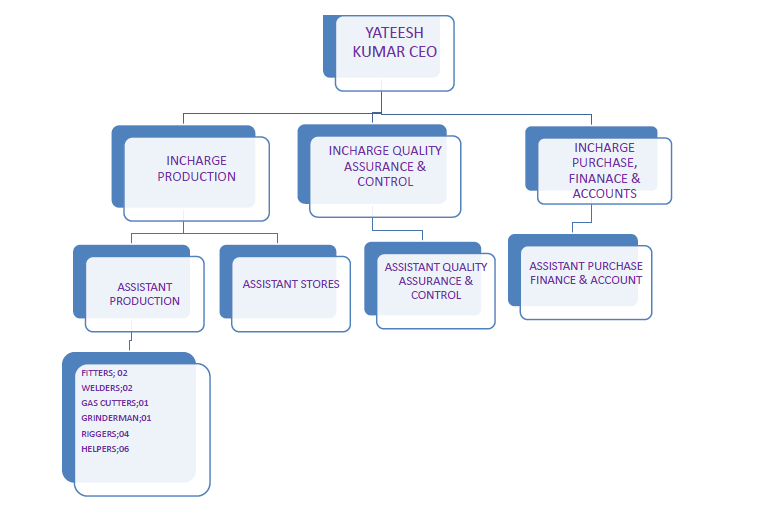 YATEESH
KUMAR CEO
INCHARGE
PRODUCTION
INCHARGE QUALITY
ASSURANCE &
CONTROL
INCHARGE
PURCHASE,
FINANACE &
ACCOUNTS
ASSISTANT
PRODUCTION
ASSISTANT STORES
ASSISTANT QUALITY
ASSURANCE &
CONTROL
ASSISTANT PURCHASE
FINANCE & ACCOUNT
FITTERS; 02
WELDERS;02
GAS CUTTERS;01
GRINDERMAN;01
RIGGERS;04
HELPERS;06